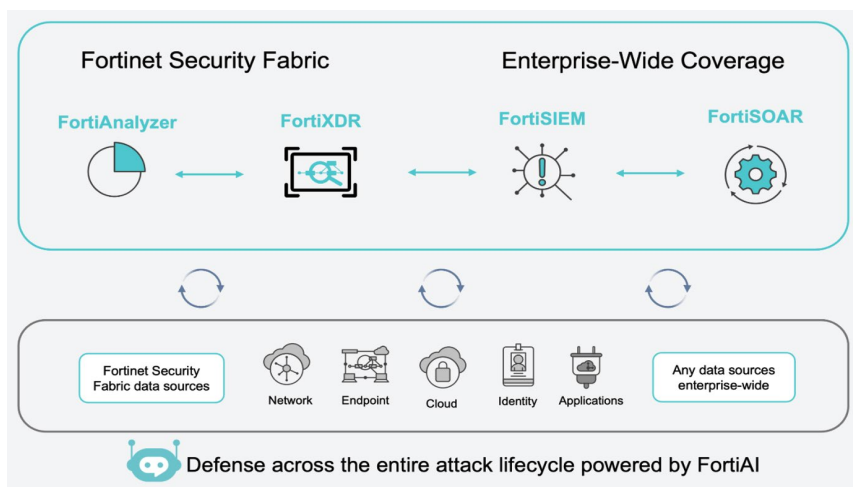 Fortinet Security Fabric
Enterprise-Wide Coverage
FortiAnalyzer
FortiXDR
FortiSIEM
FortiSOAR
Fortinet Security
Fabric data sources
Network
Endpoint
Cloud
Identity
Applications
Any data sources
enterprise-wide
Defense across the entire attack lifecycle powered by FortiAI